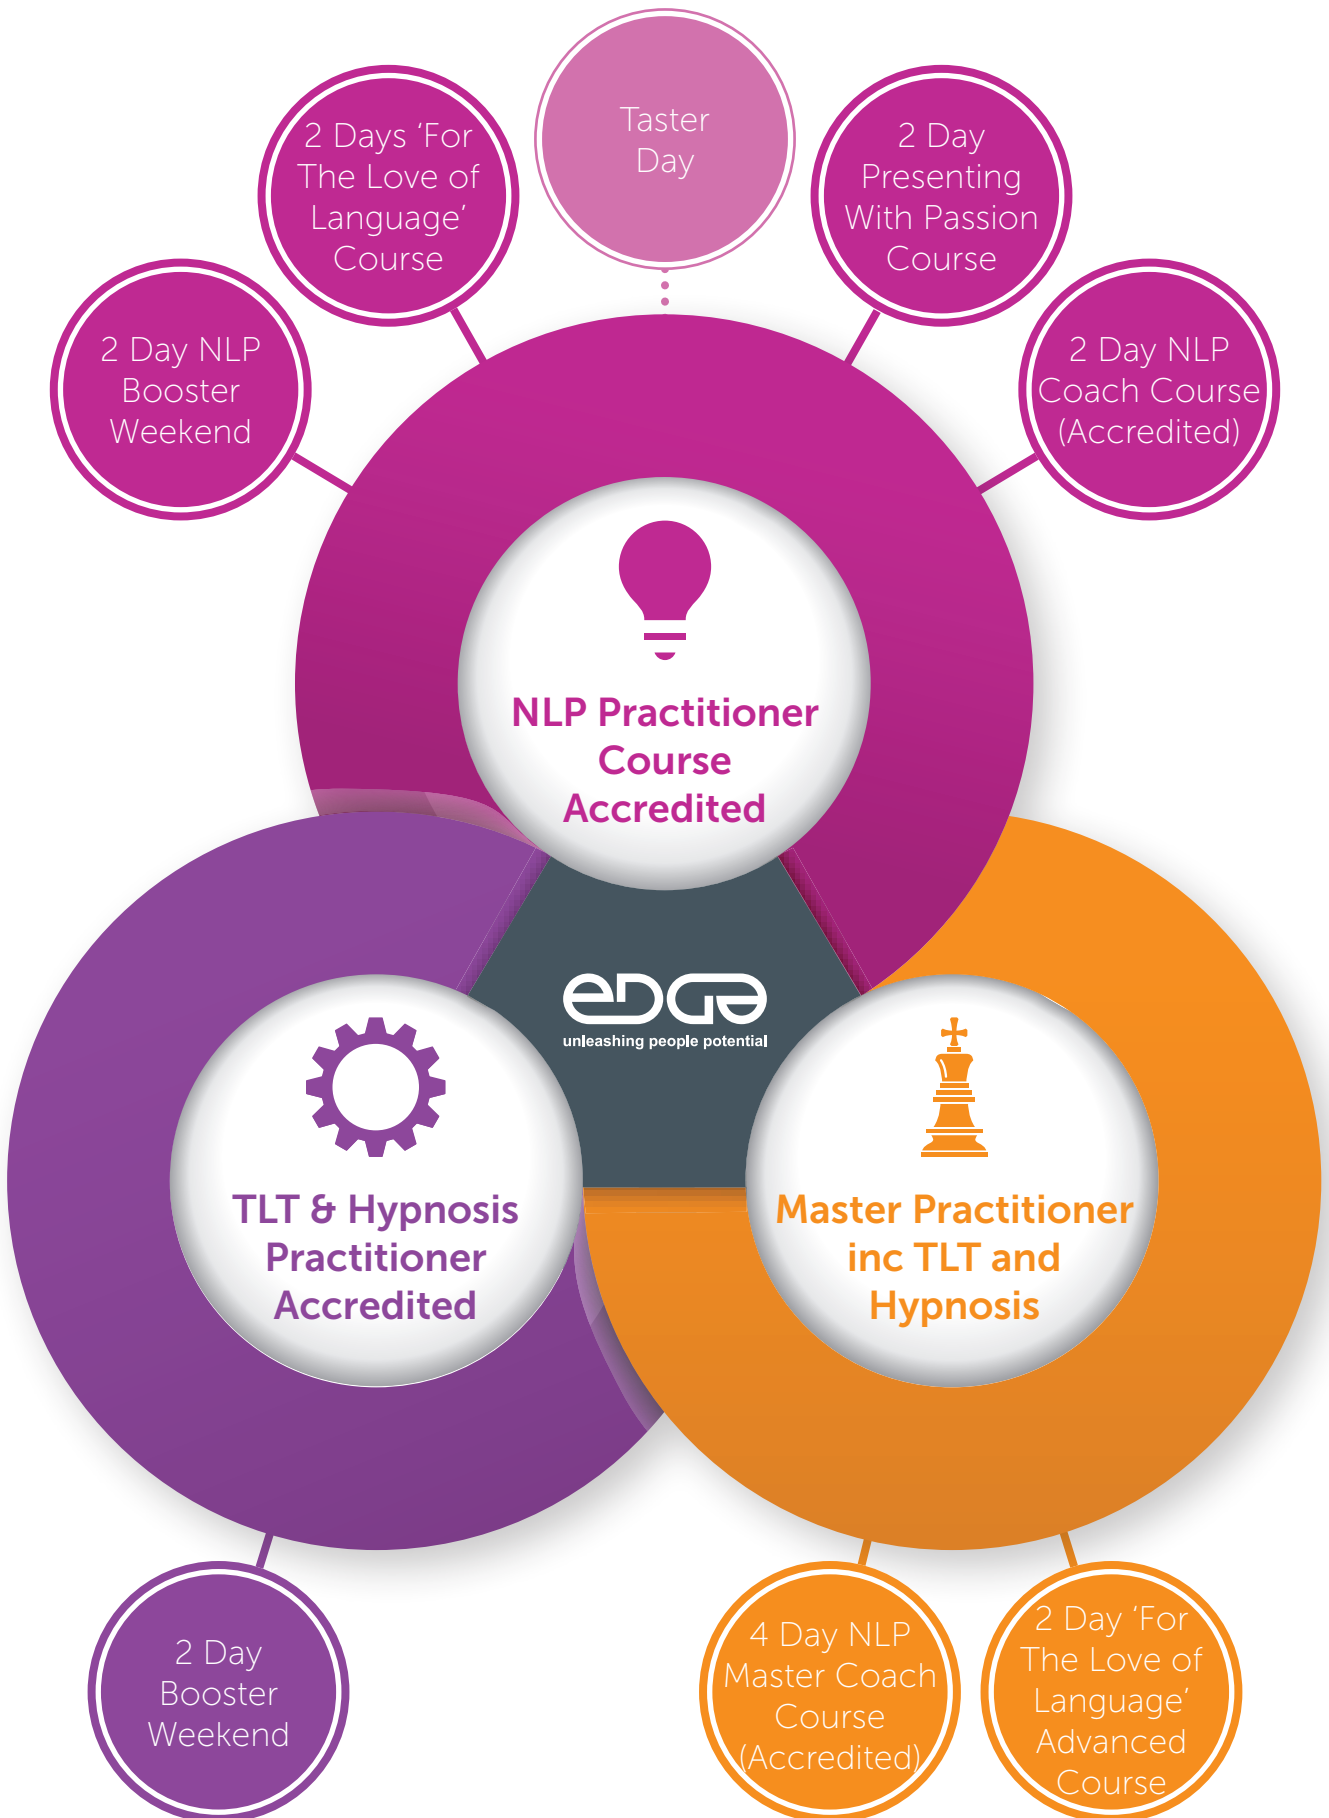 Taster
Day
2 Days ‘For
The Love of
Language’
Course
2 Day
Presenting
With Passion
Course
2 Day NLP
Booster
Weekend
2 Day NLP
Coach Course
(Accredited)
NLP Practitioner
Course
Accredited
eDGe
unleashing people potential
TLT & Hypnosis
Practitioner
Accredited
Master Practitioner
inc TLT and
Hypnosis
2 Day
Booster
Weekend
4 Day NLP
Master Coach
Course
(Accredited)
2 Day ‘For
The Love of
Language’
Advanced
Course